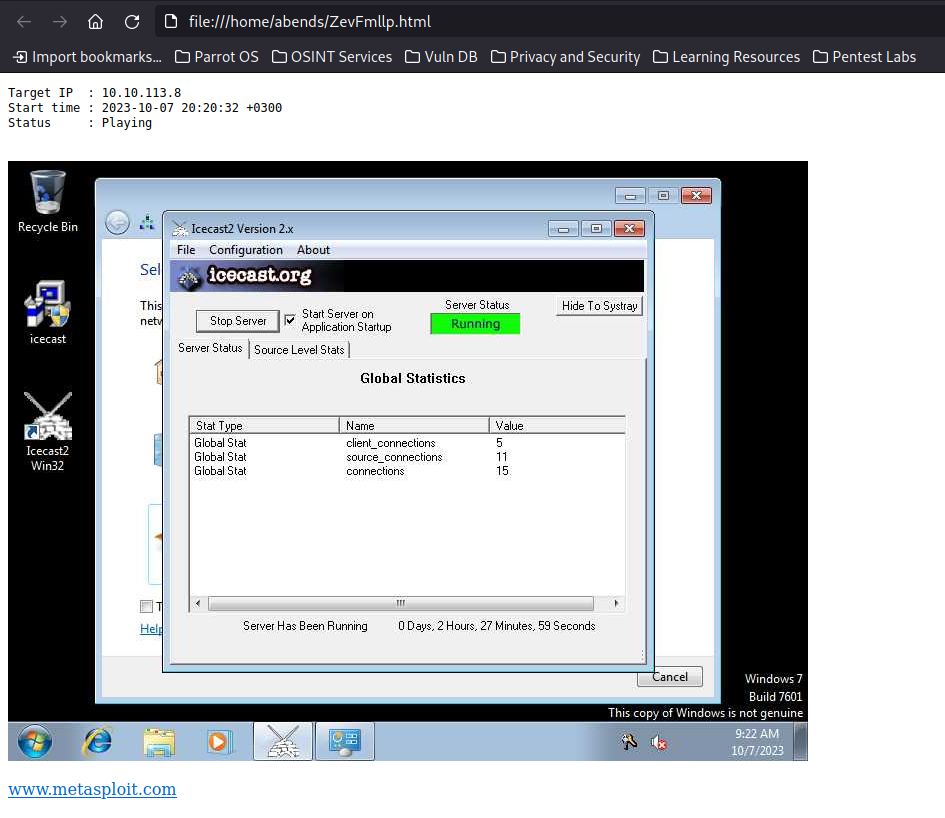 file:///home/abends/ZevFmllp.html
Import bookmarks... Parrot OS OSINT Services Vuln DB Privacy and Security Learning Resources Pentest Labs
Target IP : 10.10.113.8
Start time : 2023-10-07 20:20:32 +0300
Status : Playing
Recycle Bin
icecast
Icecast2
Win32
Sel
This
netw
T
Help
Icecast2 Version 2.x
File Configuration About
icecast.org
Stop Server
Start Server on
Application Startup
Server Status
Running
Hide To Systray
Server Status Source Level Stats
Global Statistics
Stat Type Name Value
Global Stat client_connections 5
Global Stat source_connections 11
Global Stat connections 15
Server Has Been Running 0 Days, 2 Hours, 27 Minutes, 59 Seconds
Cancel
Windows 7
Build 7601
This copy of Windows is not genuine
9:22 AM
10/7/2023
www.metasploit.com